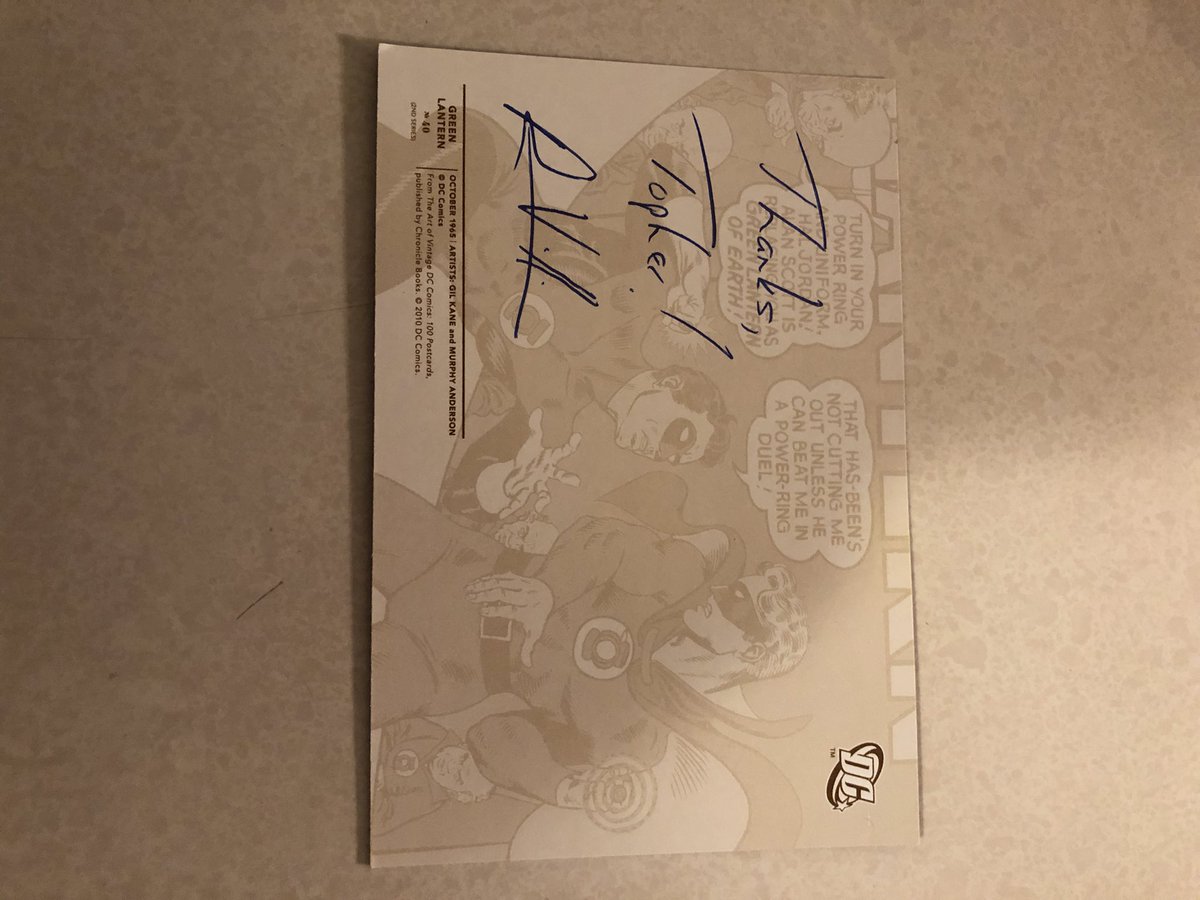 Thanks,
Topher!
TURN IN YOUR
POWER RING
AND UNIFORM,
HAL JORDAN!
ALAN SCOTT IS
AS
GREEN LANTERN
OF EARTH!
THAT HAS-BEEN'S
NOT CUTTING ME
OUT UNLESS HE
CAN BEAT ME IN
A POWER-RING
DUEL!
DC
TM
GREEN
LANTERN
No 40
(2ND SERIES)
OCTOBER 1965 | ARTISTS: GIL KANE and MURPHY ANDERSON
© DC Comics
From The Art of Vintage DC Comics: 100 Postcards,
published by Chronicle Books. © 2010 DC Comics.